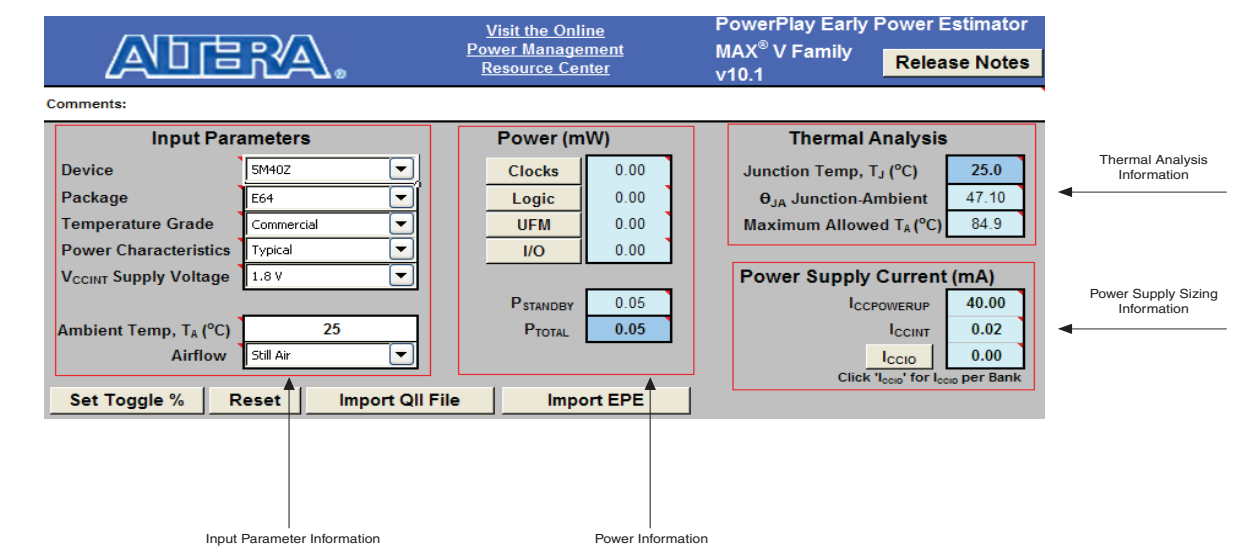 ALTERA®
Visit the Online
Power Management
Resource Center
PowerPlay Early Power Estimator
MAX® V Family
v10.1
Release Notes
Comments:
Input Parameters
Device 5M40Z
Package E64
Temperature Grade Commercial
Power Characteristics Typical
VCCINT Supply Voltage 1.8 V
Ambient Temp, TA (°C) 25
Airflow Still Air
Power (mW)
Clocks 0.00
Logic 0.00
UFM 0.00
I/O 0.00
PSTANDBY 0.05
PTOTAL 0.05
Thermal Analysis
Junction Temp, TJ (°C) 25.0
θJA Junction-Ambient 47.10
Maximum Allowed TA (°C) 84.9
Power Supply Current (mA)
ICCPOWERUP 40.00
ICCINT 0.02
ICCIO 0.00
Click 'ICCIO' for ICCIO per Bank
Set Toggle % Reset Import QII File Import EPE
Thermal Analysis
Information
Power Supply Sizing
Information
Input Parameter Information
Power Information